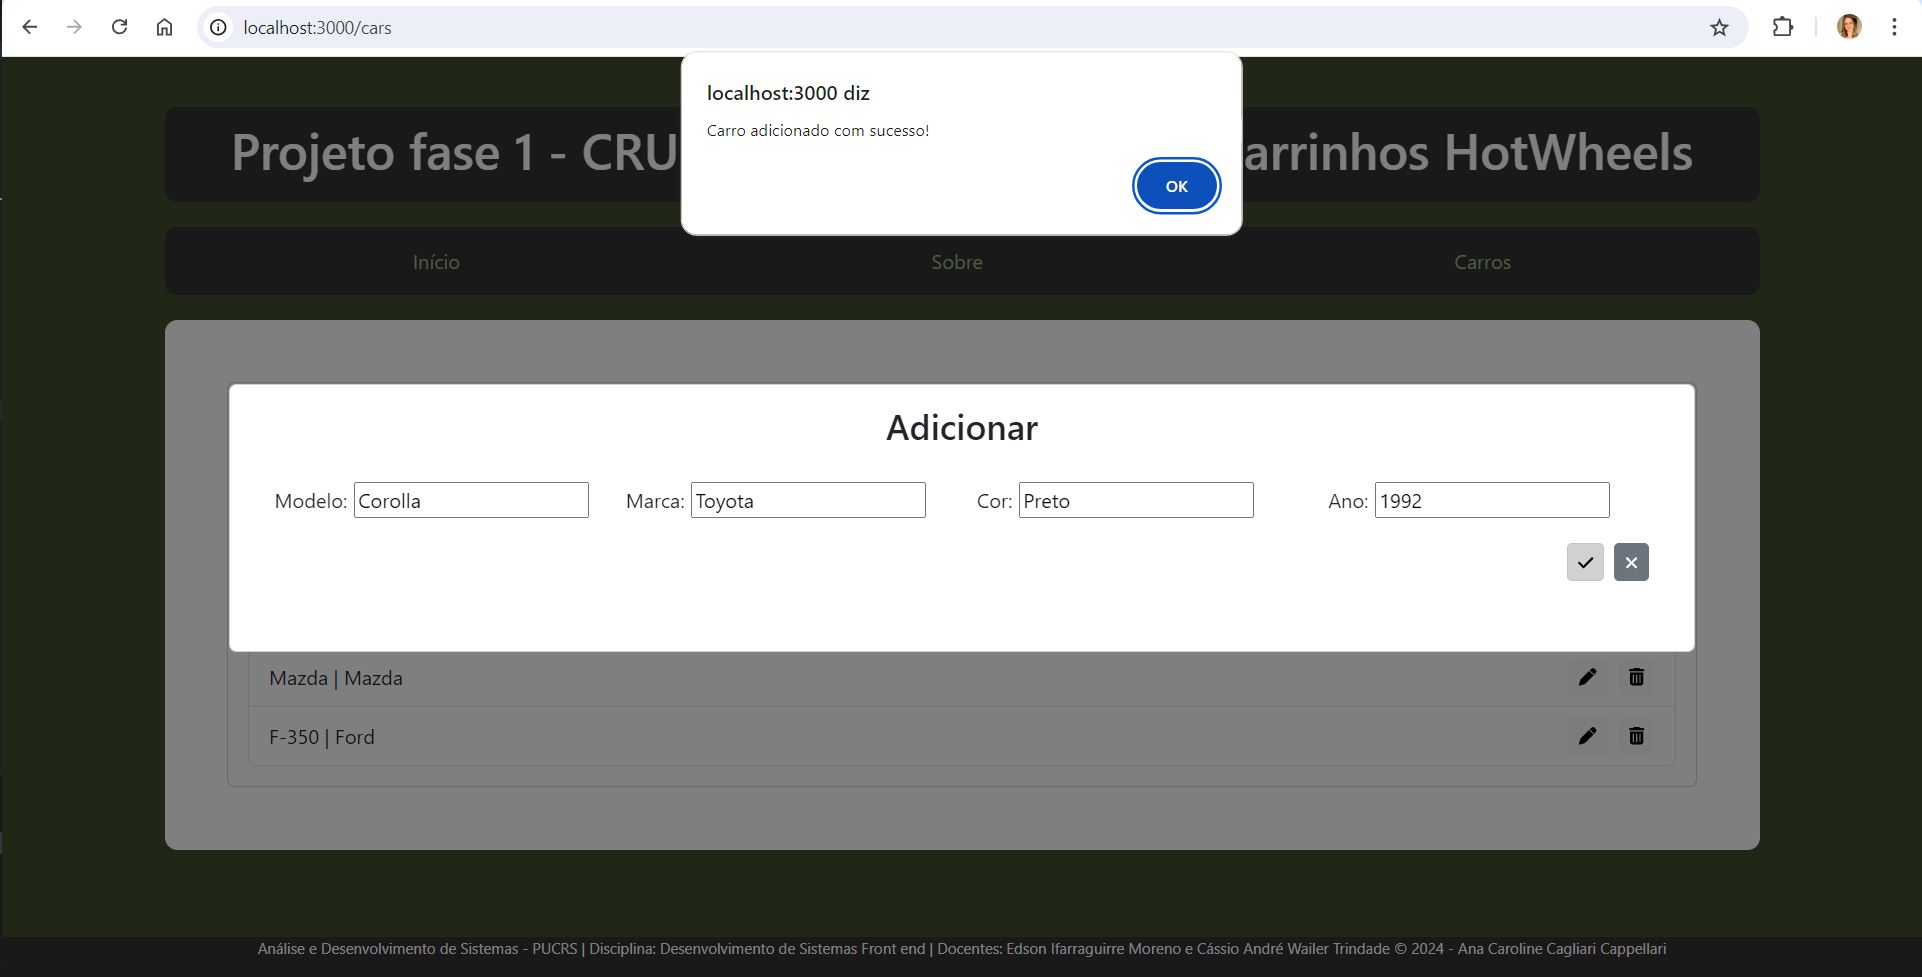 localhost:3000/cars
localhost:3000 diz
Carro adicionado com sucesso!
OK
Projeto fase 1 - CRU arrinhos HotWheels
Início Sobre Carros
Adicionar
Modelo: Corolla Marca: Toyota Cor: Preto Ano: 1992
Mazda | Mazda
F-350 | Ford
Análise e Desenvolvimento de Sistemas - PUCRS | Disciplina: Desenvolvimento de Sistemas Front end | Docentes: Edson Ifarraguirre Moreno e Cássio André Wailer Trindade © 2024 - Ana Caroline Cagliari Cappellari